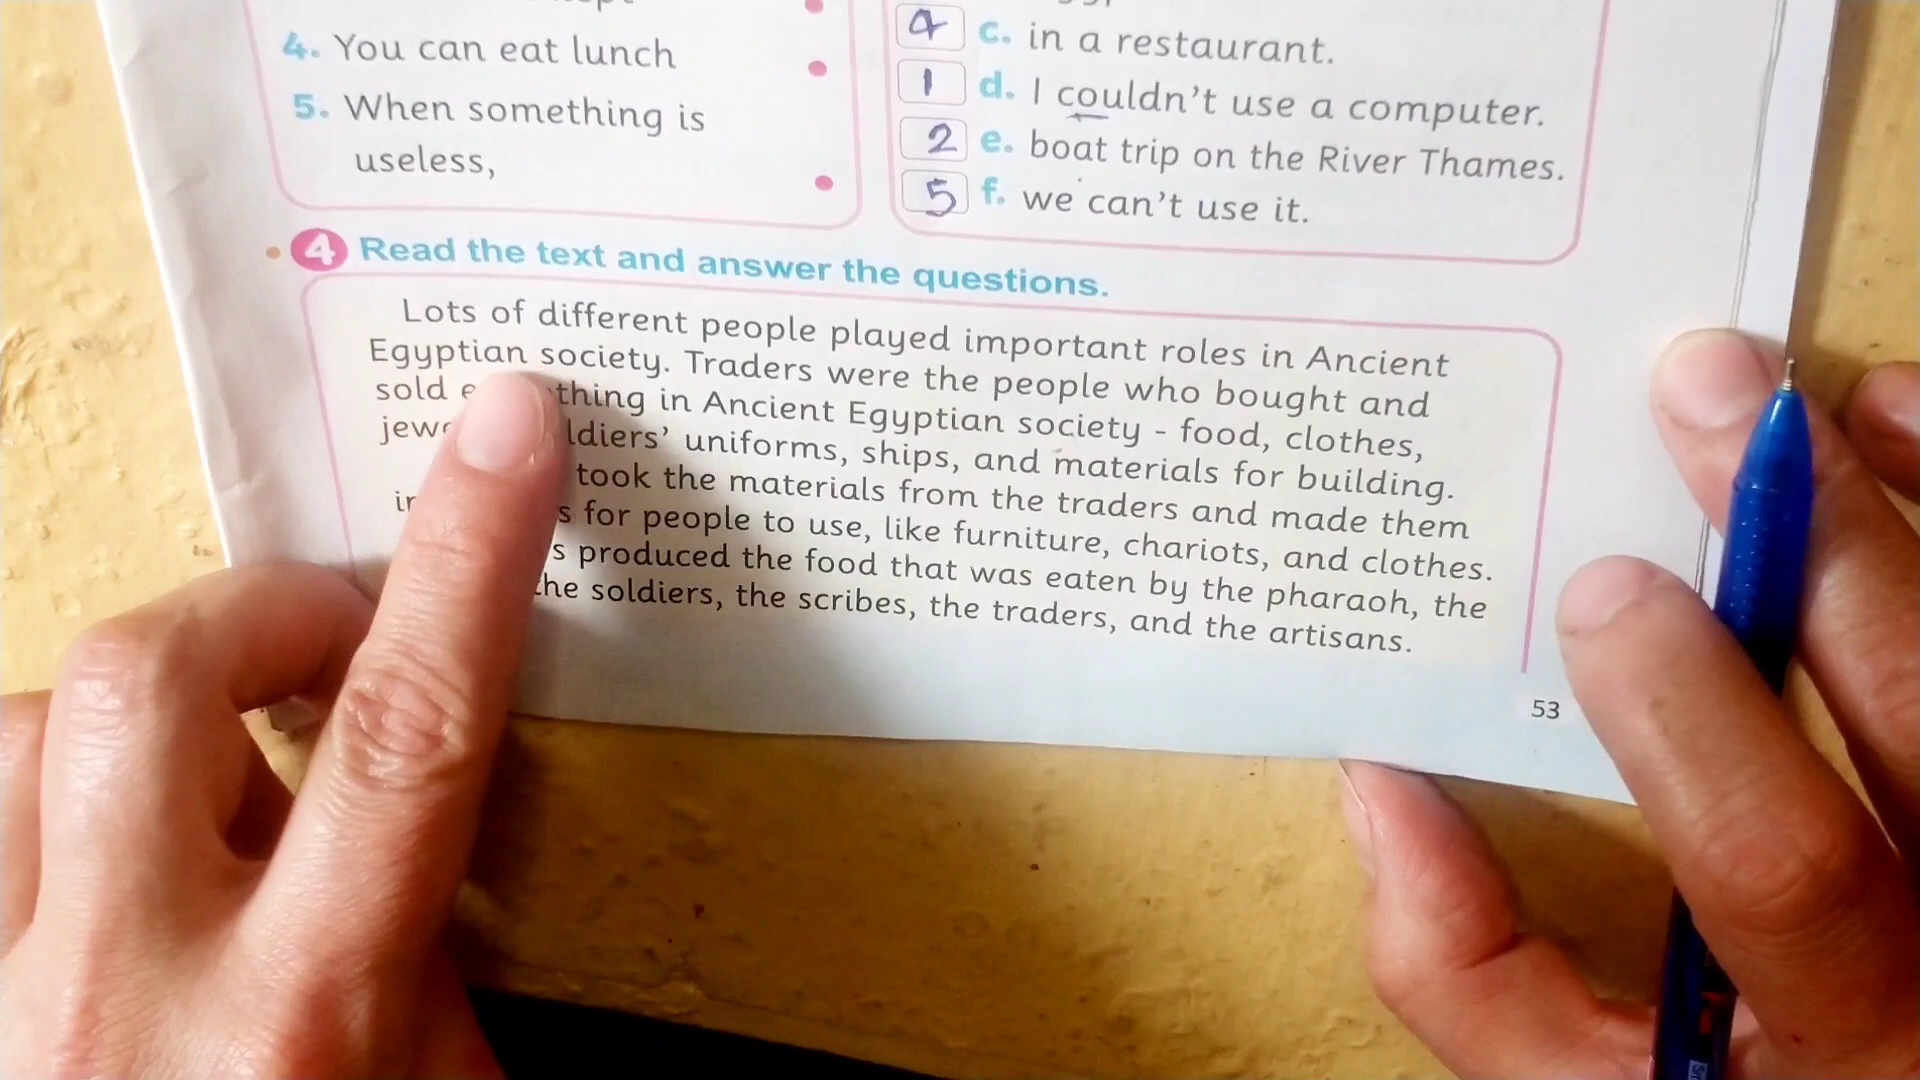 4. You can eat lunch
5. When something is
useless,
4 c. in a restaurant.
1 d. I couldn't use a computer.
2 e. boat trip on the River Thames.
5 f. we can't use it.
4 Read the text and answer the questions.
Lots of different people played important roles in Ancient
Egyptian society. Traders were the people who bought and
sold thing in Ancient Egyptian society - food, clothes,
uniforms, ships, and materials for building.
took the materials from the traders and made them
for people to use, like furniture, chariots, and clothes.
produced the food that was eaten by the pharaoh, the
the soldiers, the scribes, the traders, and the artisans.
53